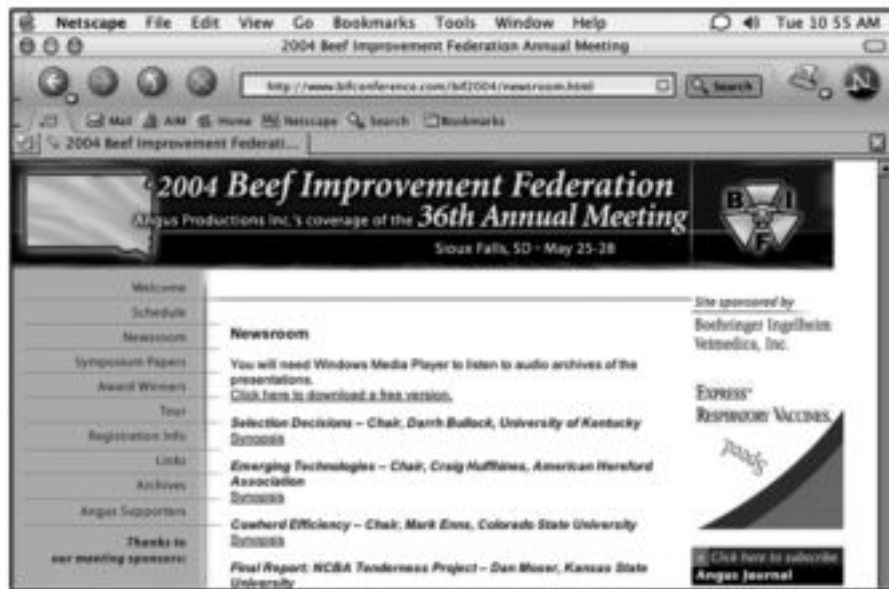 Netscape File Edit View Go Bookmarks Tools Window Help Tue 10 55 AM
2004 Beef Improvement Federation Annual Meeting
http://www.bifconference.com/bif2004/newsroom.html Search
Mail AIM Home Netscape Search Bookmarks
2004 Beef Improvement Federati...
2004 Beef Improvement Federation
Angus Productions Inc.'s coverage of the 36th Annual Meeting
Sioux Falls, SD - May 25-28
B I F
Welcome
Schedule
Newsroom
Symposium Papers
Award Winners
Tour
Registration Info
Links
Archives
Angus Supporters
Thanks to
our meeting sponsors:
Newsroom
You will need Windows Media Player to listen to audio archives of the
presentations.
Click here to download a free version.
Selection Decisions – Chair, Darrh Bullock, University of Kentucky
Synopsis
Emerging Technologies – Chair, Craig Huffhines, American Hereford
Association
Synopsis
Cowherd Efficiency – Chair, Mark Enns, Colorado State University
Synopsis
Final Report: NCBA Tenderness Project – Dan Moser, Kansas State
University
Site sponsored by
Boehringer Ingelheim
Vetmedica, Inc.
EXPRESS™
RESPIRATORY VACCINES.
Click here to subscribe
Angus Journal